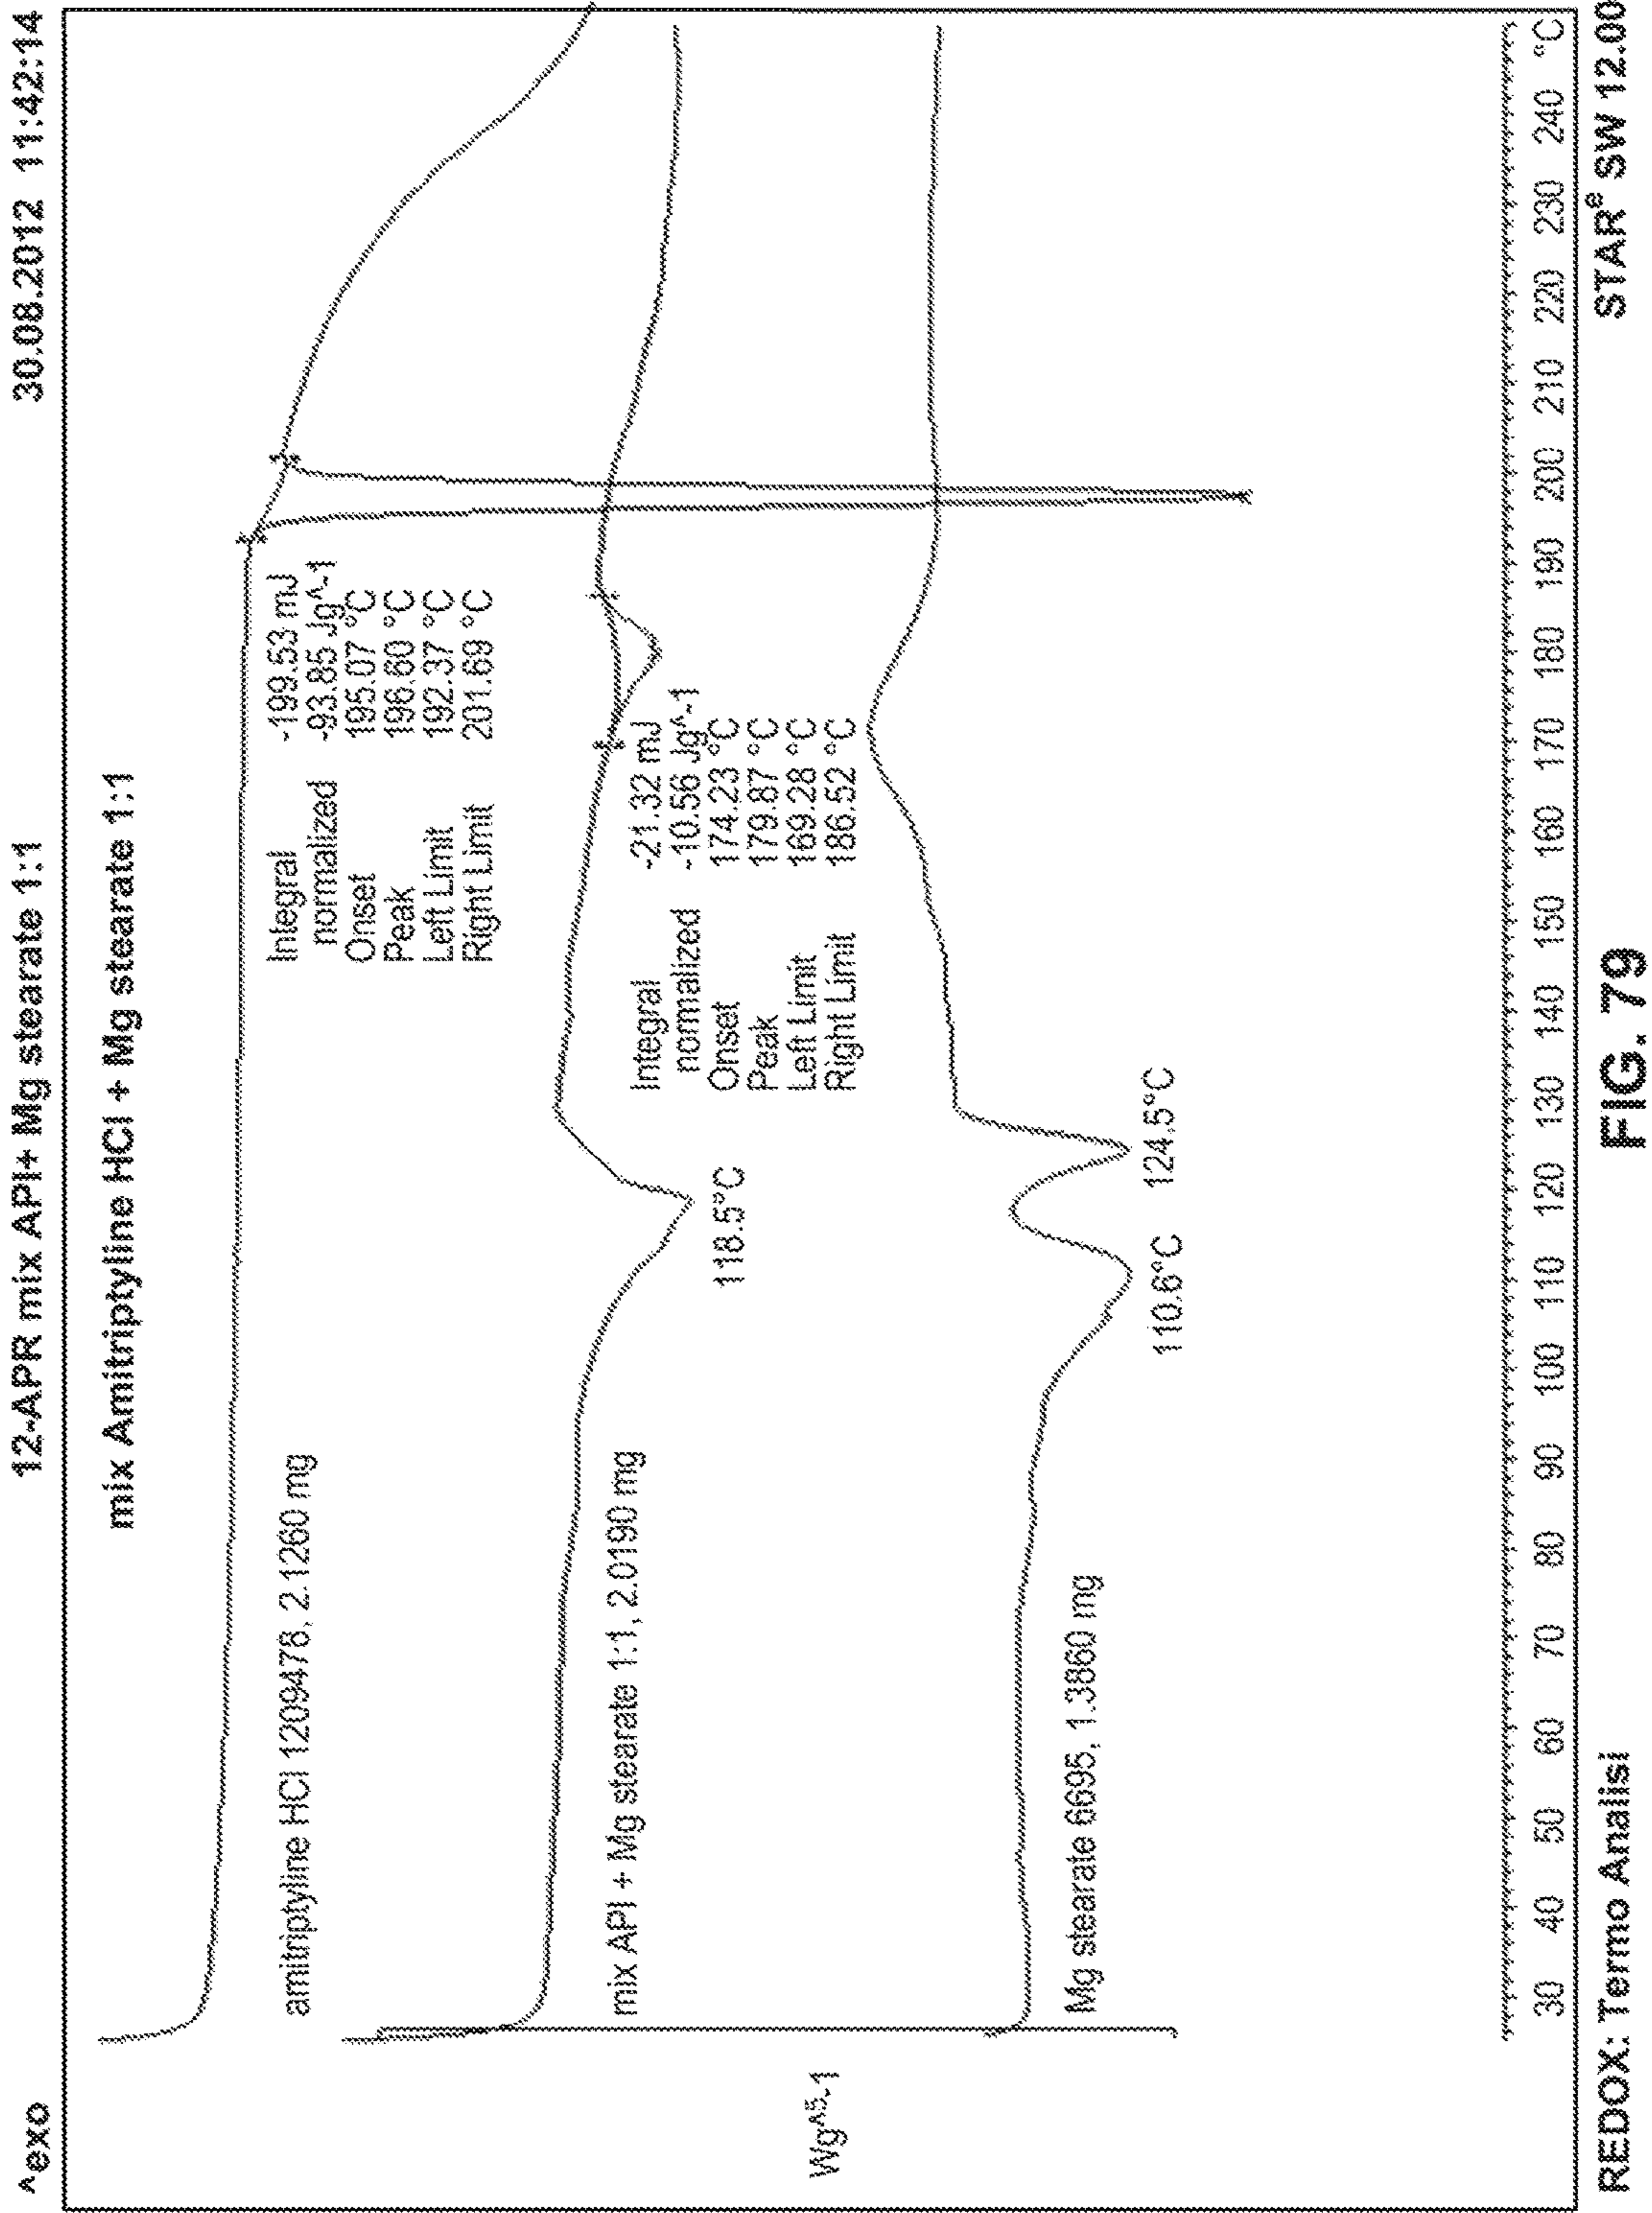 12-APR mix API+ Mg stearate 1:1
30.08.2012 11:42:14
^exo
mix Amitriptyline HCl + Mg stearate 1:1
amitriptyline HCl 1209478, 2.1260 mg
Integral -199.53 mJ
normalized -93.85 Jg^-1
Onset 195.07 °C
Peak 196.60 °C
Left Limit 192.37 °C
Right Limit 201.69 °C
mix API + Mg stearate 1:1, 2.0190 mg
118.5°C
Integral -21.32 mJ
normalized -10.56 Jg^-1
Onset 174.23 °C
Peak 179.87 °C
Left Limit 169.28 °C
Right Limit 186.52 °C
Wg^5-1
Mg stearate 6695, 1.3860 mg
110.6°C 124.5°C
30 40 50 60 70 80 90 100 110 120 130 140 150 160 170 180 190 200 210 220 230 240 °C
REDOX: Termo Analisi
STARe SW 12.00
FIG. 79